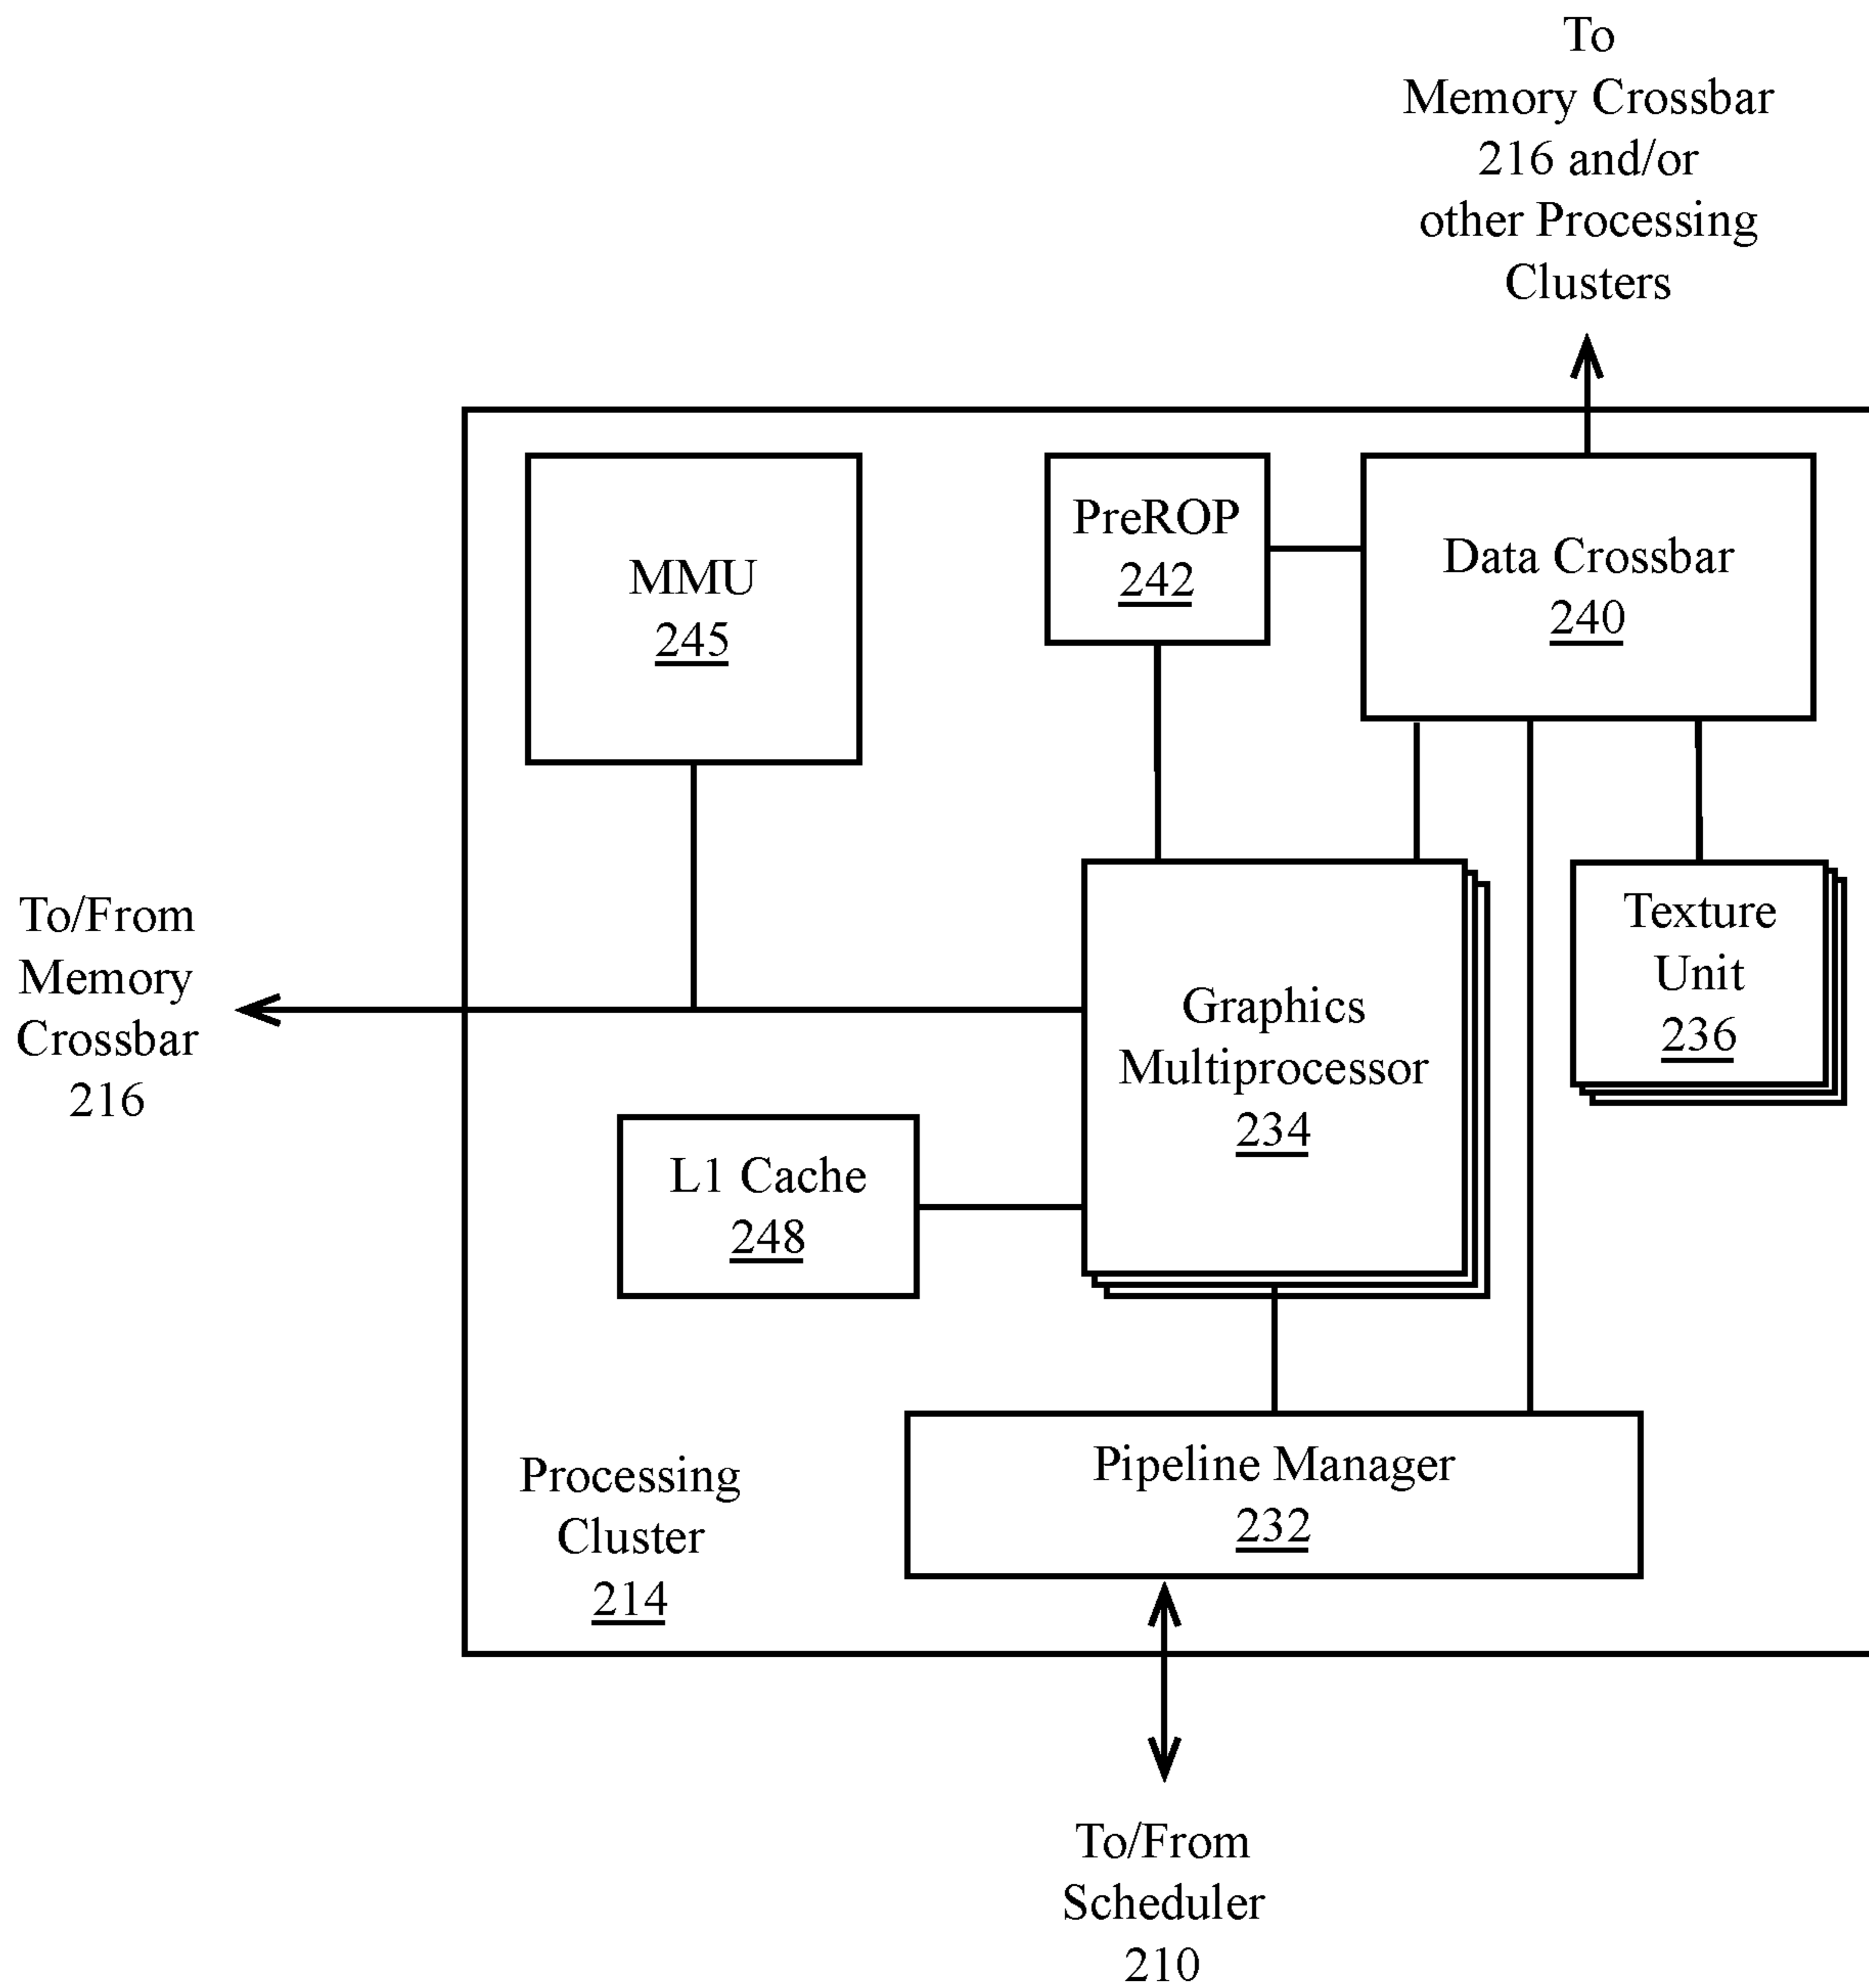 To
Memory Crossbar
216 and/or
other Processing
Clusters
MMU
245
PreROP
242
Data Crossbar
240
To/From
Memory
Crossbar
216
Graphics
Multiprocessor
234
Texture
Unit
236
L1 Cache
248
Pipeline Manager
232
Processing
Cluster
214
To/From
Scheduler
210